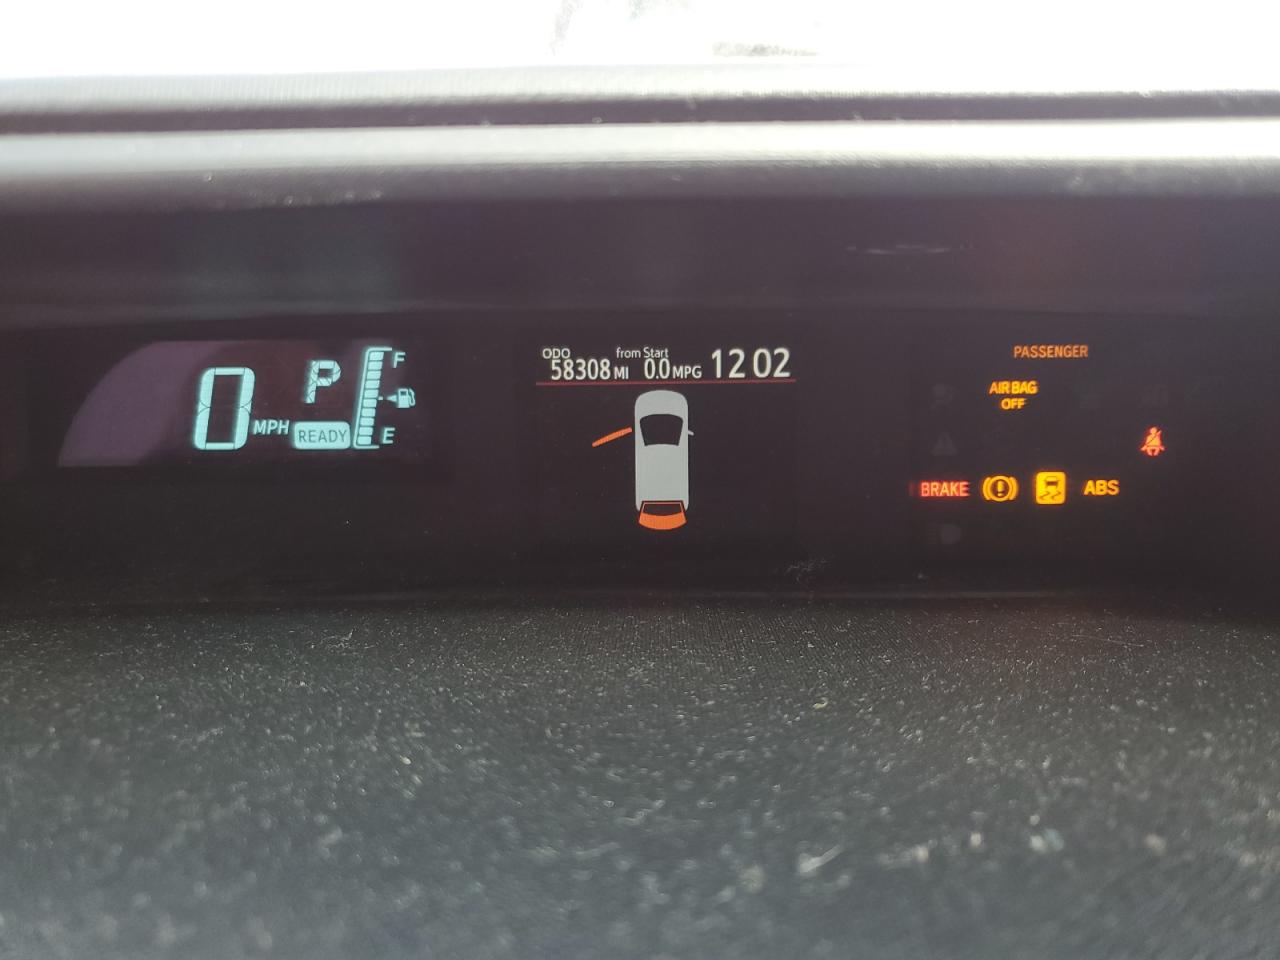 0 MPH
P
READY
F
E
ODO
58308 MI
from Start
0.0 MPG
12 02
PASSENGER
AIR BAG
OFF
BRAKE
ABS